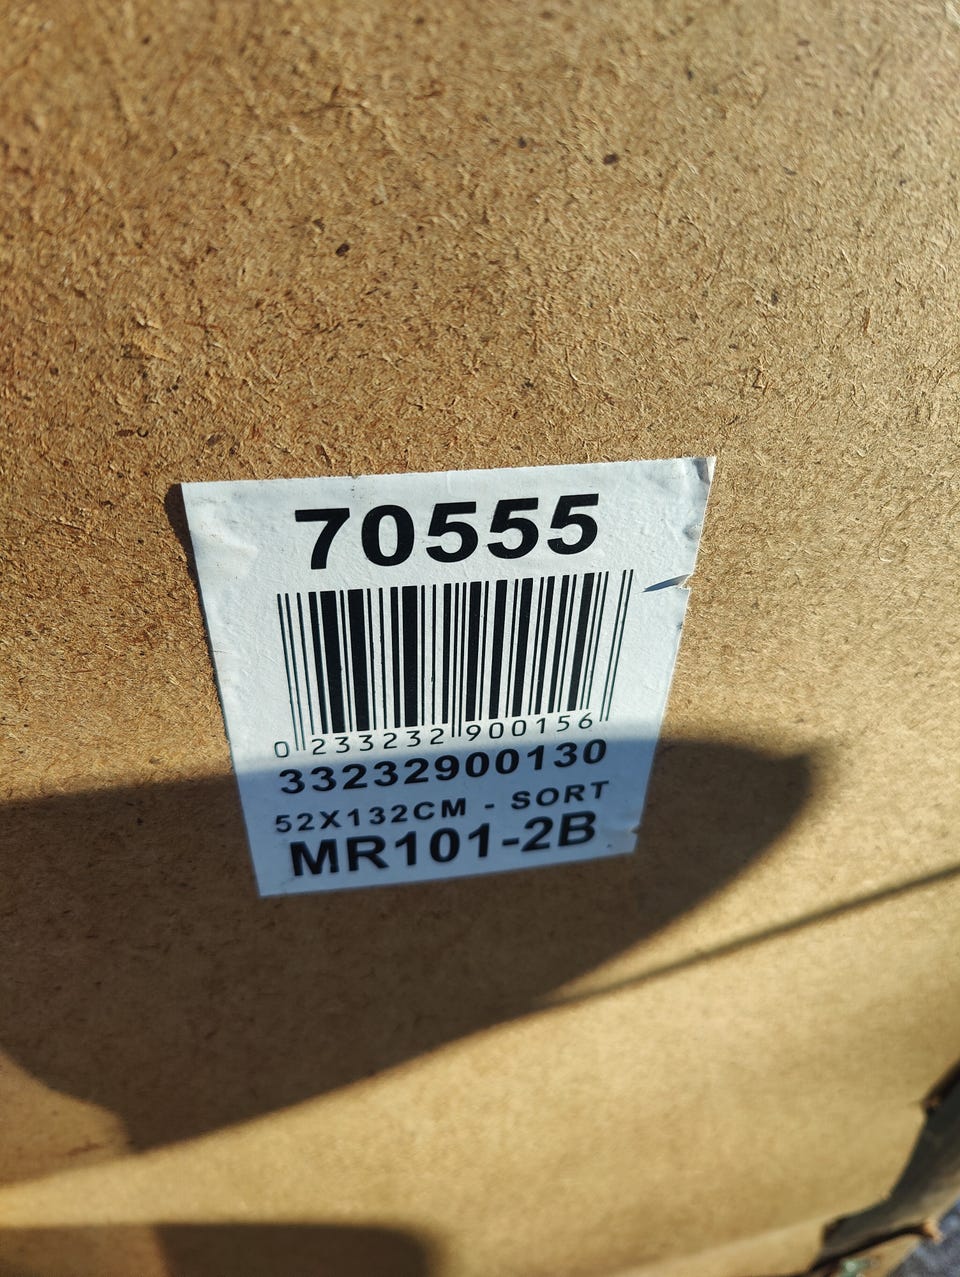 70555
0 233232 900156
33232900130
52X132CM - SORT
MR101-2B